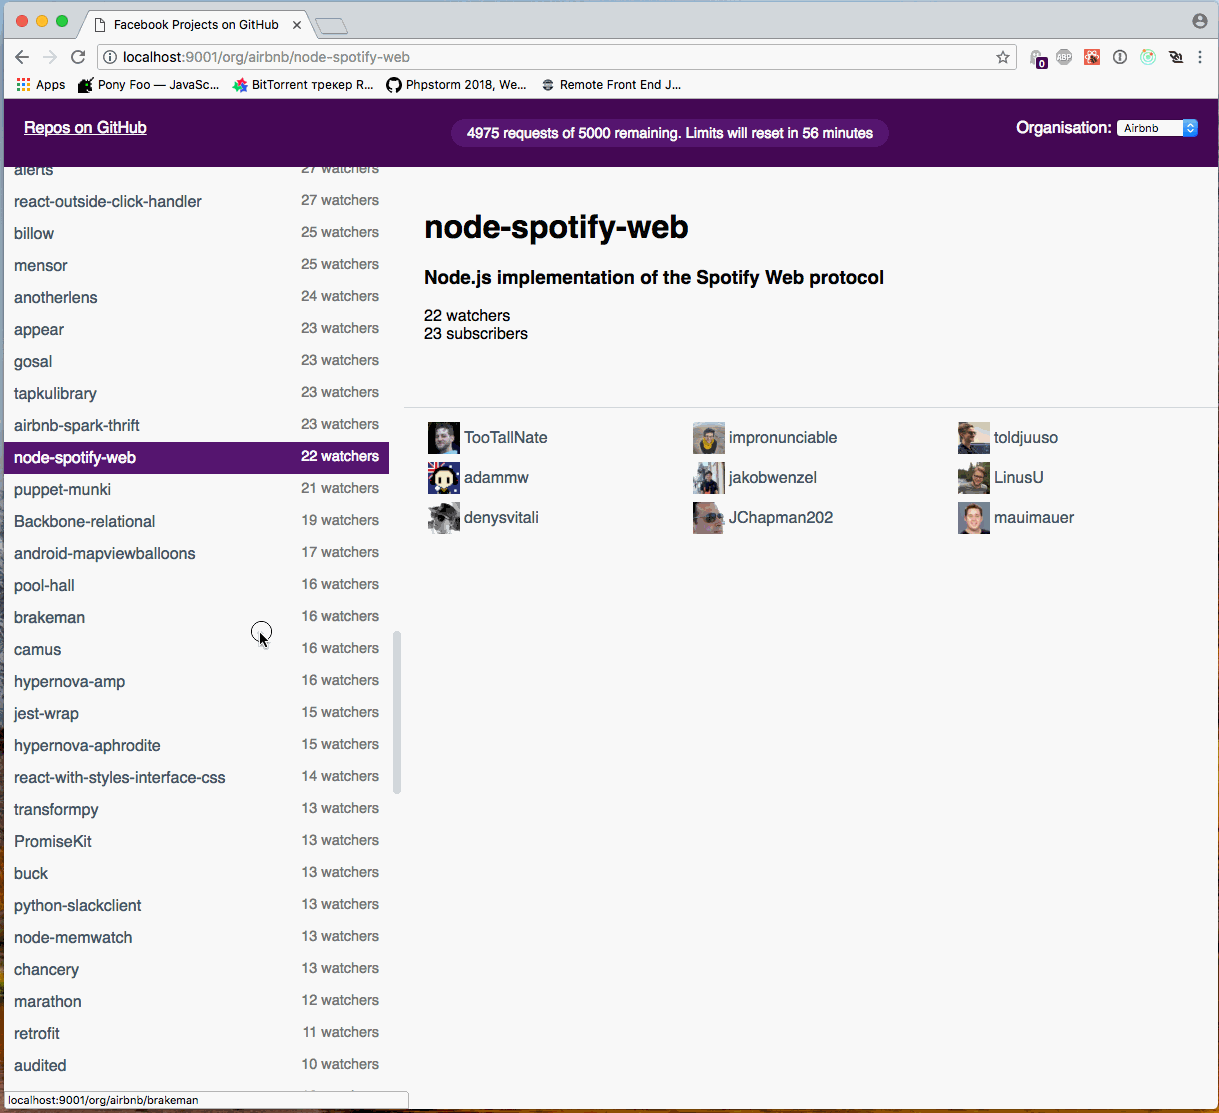 Facebook Projects on GitHub
localhost:9001/org/airbnb/node-spotify-web
0
ABP
Apps
Pony Foo — JavaSc...
BitTorrent трекер R...
Phpstorm 2018, We...
Remote Front End J...
Repos on GitHub
4975 requests of 5000 remaining. Limits will reset in 56 minutes
Organisation: Airbnb
alerts 27 watchers
react-outside-click-handler 27 watchers
billow 25 watchers
mensor 25 watchers
anotherlens 24 watchers
appear 23 watchers
gosal 23 watchers
tapkulibrary 23 watchers
airbnb-spark-thrift 23 watchers
node-spotify-web 22 watchers
puppet-munki 21 watchers
Backbone-relational 19 watchers
android-mapviewballoons 17 watchers
pool-hall 16 watchers
brakeman 16 watchers
camus 16 watchers
hypernova-amp 16 watchers
jest-wrap 15 watchers
hypernova-aphrodite 15 watchers
react-with-styles-interface-css 14 watchers
transformpy 13 watchers
PromiseKit 13 watchers
buck 13 watchers
python-slackclient 13 watchers
node-memwatch 13 watchers
chancery 13 watchers
marathon 12 watchers
retrofit 11 watchers
audited 10 watchers
node-spotify-web
Node.js implementation of the Spotify Web protocol
22 watchers
23 subscribers
TooTallNate impronunciable toldjuuso
adammw jakobwenzel LinusU
denysvitali JChapman202 mauimauer
localhost:9001/org/airbnb/brakeman